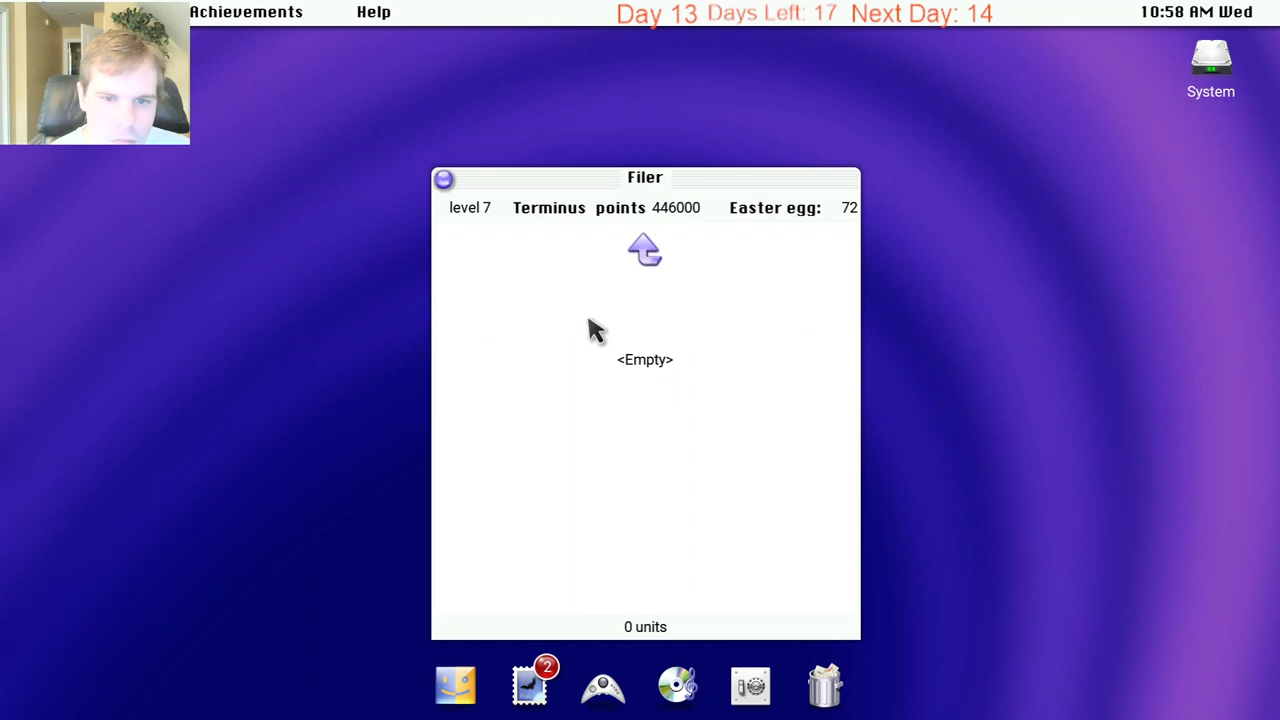 Achievements Help Day 13 Days Left: 17 Next Day: 14 10:58 AM Wed
System
Filer
level 7 Terminus points 446000 Easter egg: 72
<Empty>
0 units
2